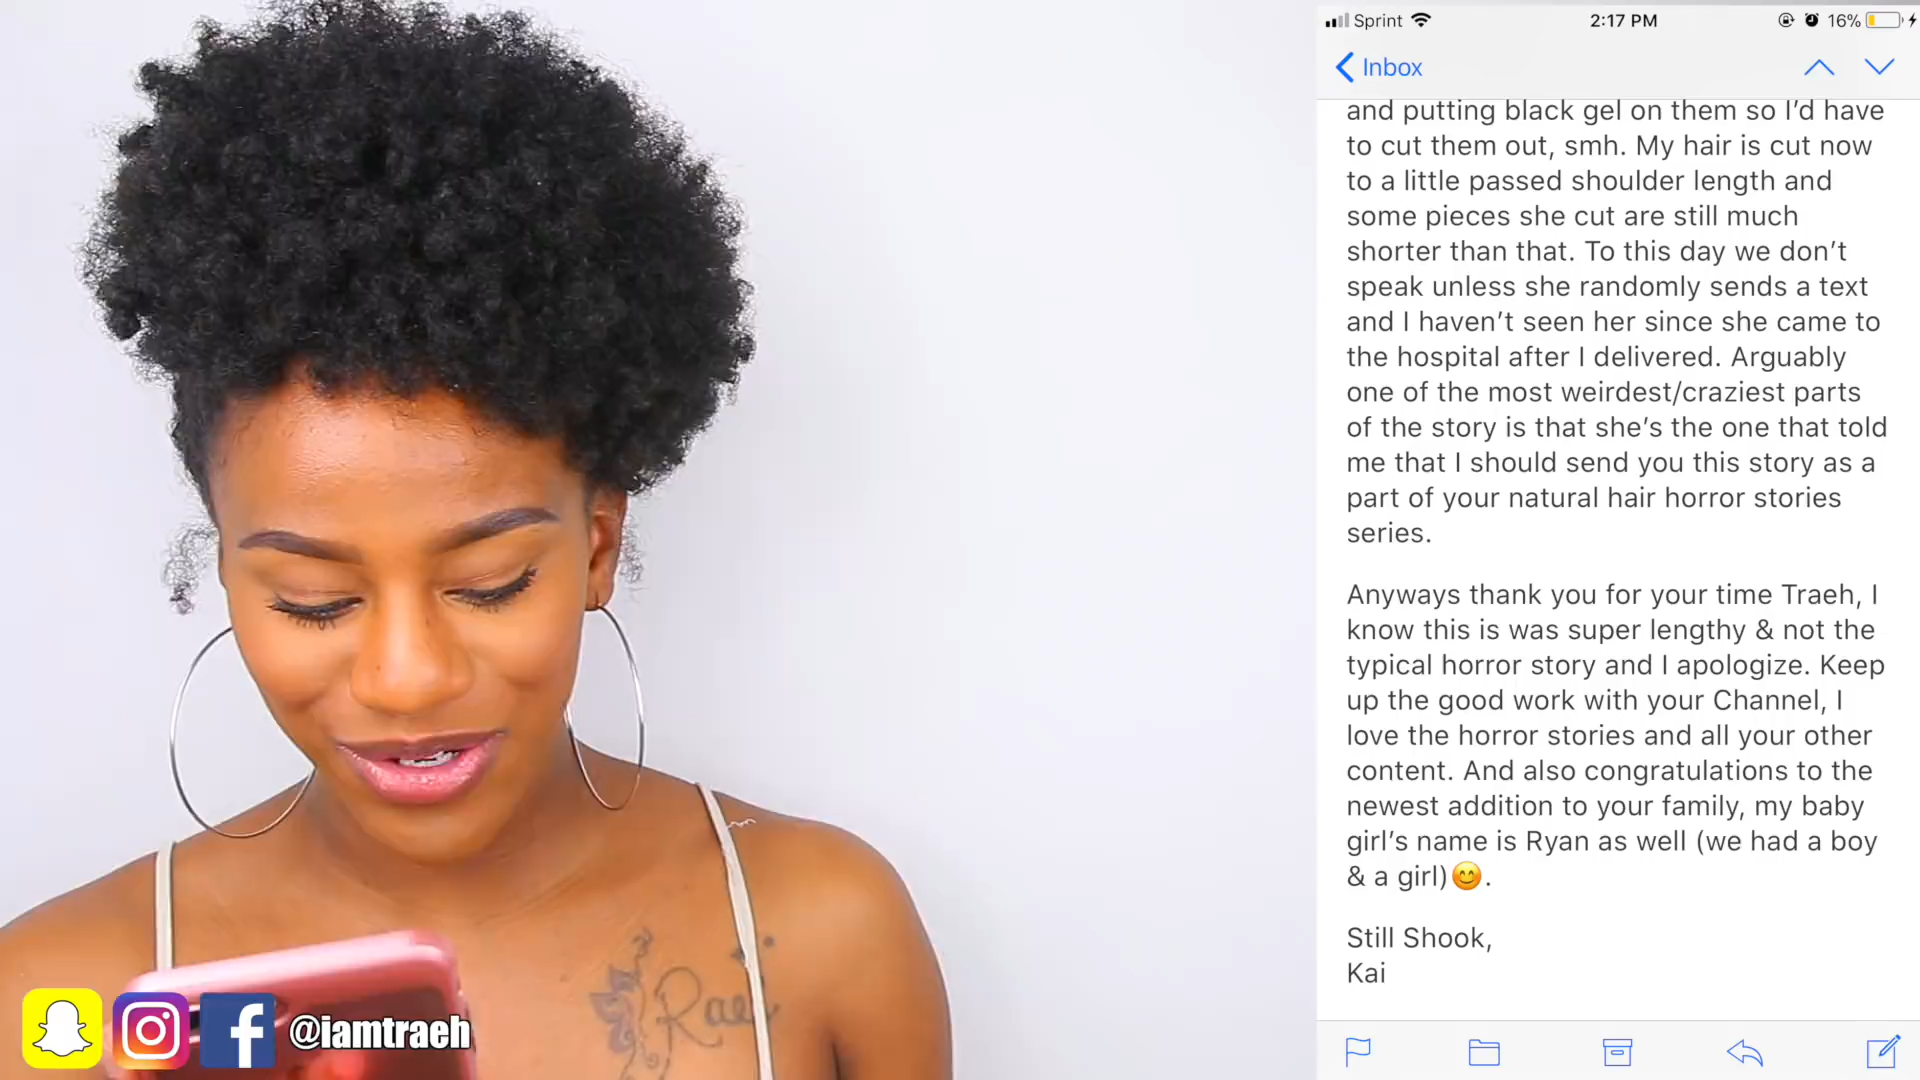 Sprint
2:17 PM
16%
Inbox
and putting black gel on them so I’d have
to cut them out, smh. My hair is cut now
to a little passed shoulder length and
some pieces she cut are still much
shorter than that. To this day we don’t
speak unless she randomly sends a text
and I haven’t seen her since she came to
the hospital after I delivered. Arguably
one of the most weirdest/craziest parts
of the story is that she’s the one that told
me that I should send you this story as a
part of your natural hair horror stories
series.
Anyways thank you for your time Traeh, I
know this is was super lengthy & not the
typical horror story and I apologize. Keep
up the good work with your Channel, I
love the horror stories and all your other
content. And also congratulations to the
newest addition to your family, my baby
girl’s name is Ryan as well (we had a boy
& a girl)😊.
Still Shook,
Kai
@iamtraeh